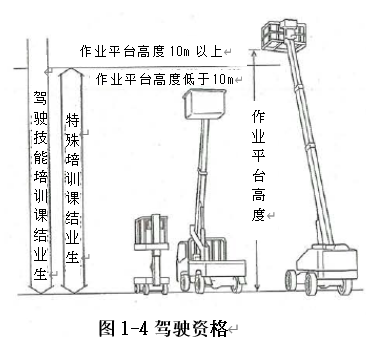 作业平台高度10m以上
作业平台高度低于10m
驾驶技能培训课结业生
特殊培训课结业生
作业平台高度
图1-4驾驶资格